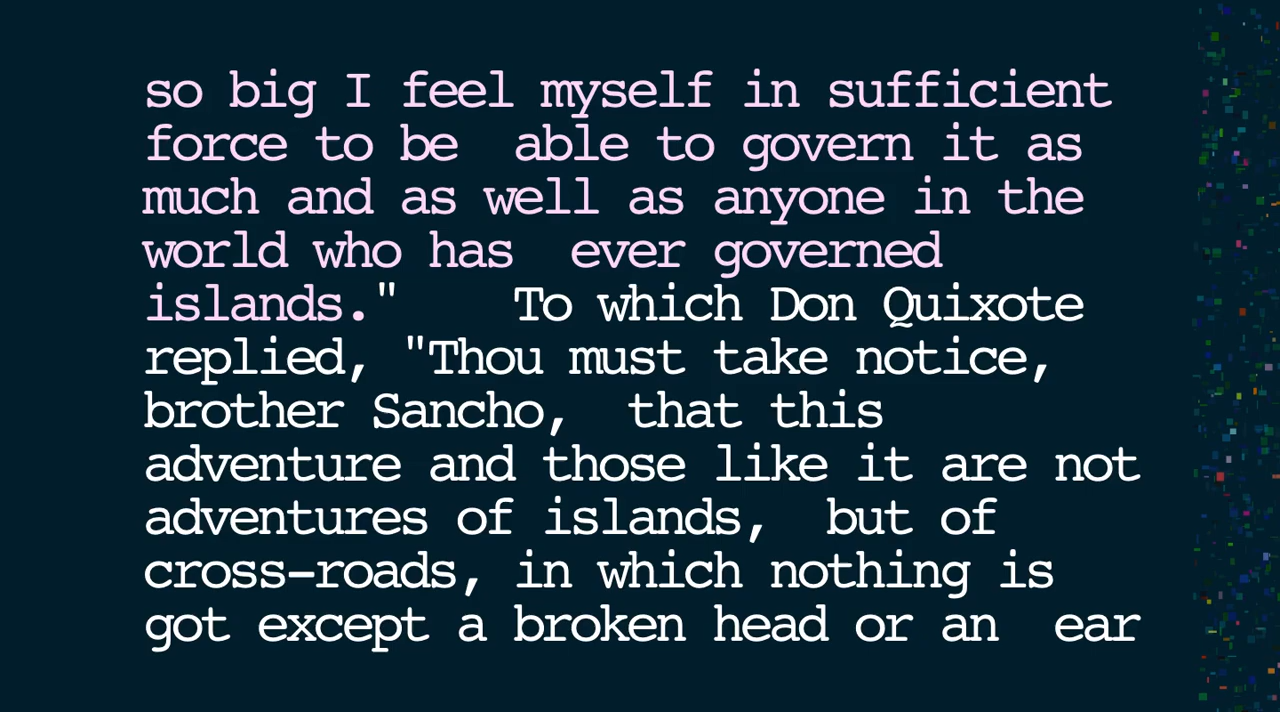 so big I feel myself in sufficient
force to be  able to govern it as
much and as well as anyone in the
world who has  ever governed
islands."    To which Don Quixote
replied, "Thou must take notice,
brother Sancho,  that this
adventure and those like it are not
adventures of islands,  but of
cross-roads, in which nothing is
got except a broken head or an  ear